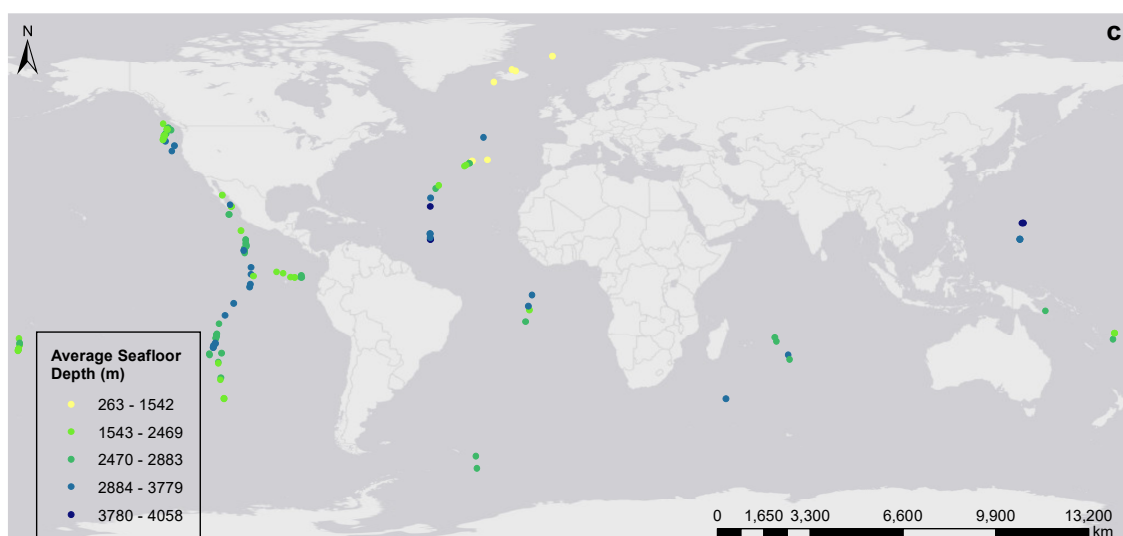 N
C
Average Seafloor
Depth (m)
263 - 1542
1543 - 2469
2470 - 2883
2884 - 3779
3780 - 4058
0 1,650 3,300 6,600 9,900 13,200
km